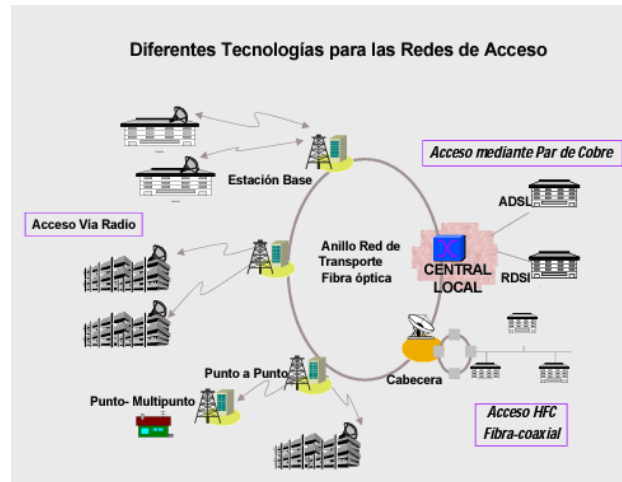 Diferentes Tecnologías para las Redes de Acceso
Estación Base
Acceso mediante Par de Cobre
ADSL
Acceso Vía Radio
Anillo Red de
Transporte
Fibra óptica
CENTRAL
LOCAL
RDSI
Punto a Punto
Cabecera
Punto- Multipunto
Acceso HFC
Fibra-coaxial